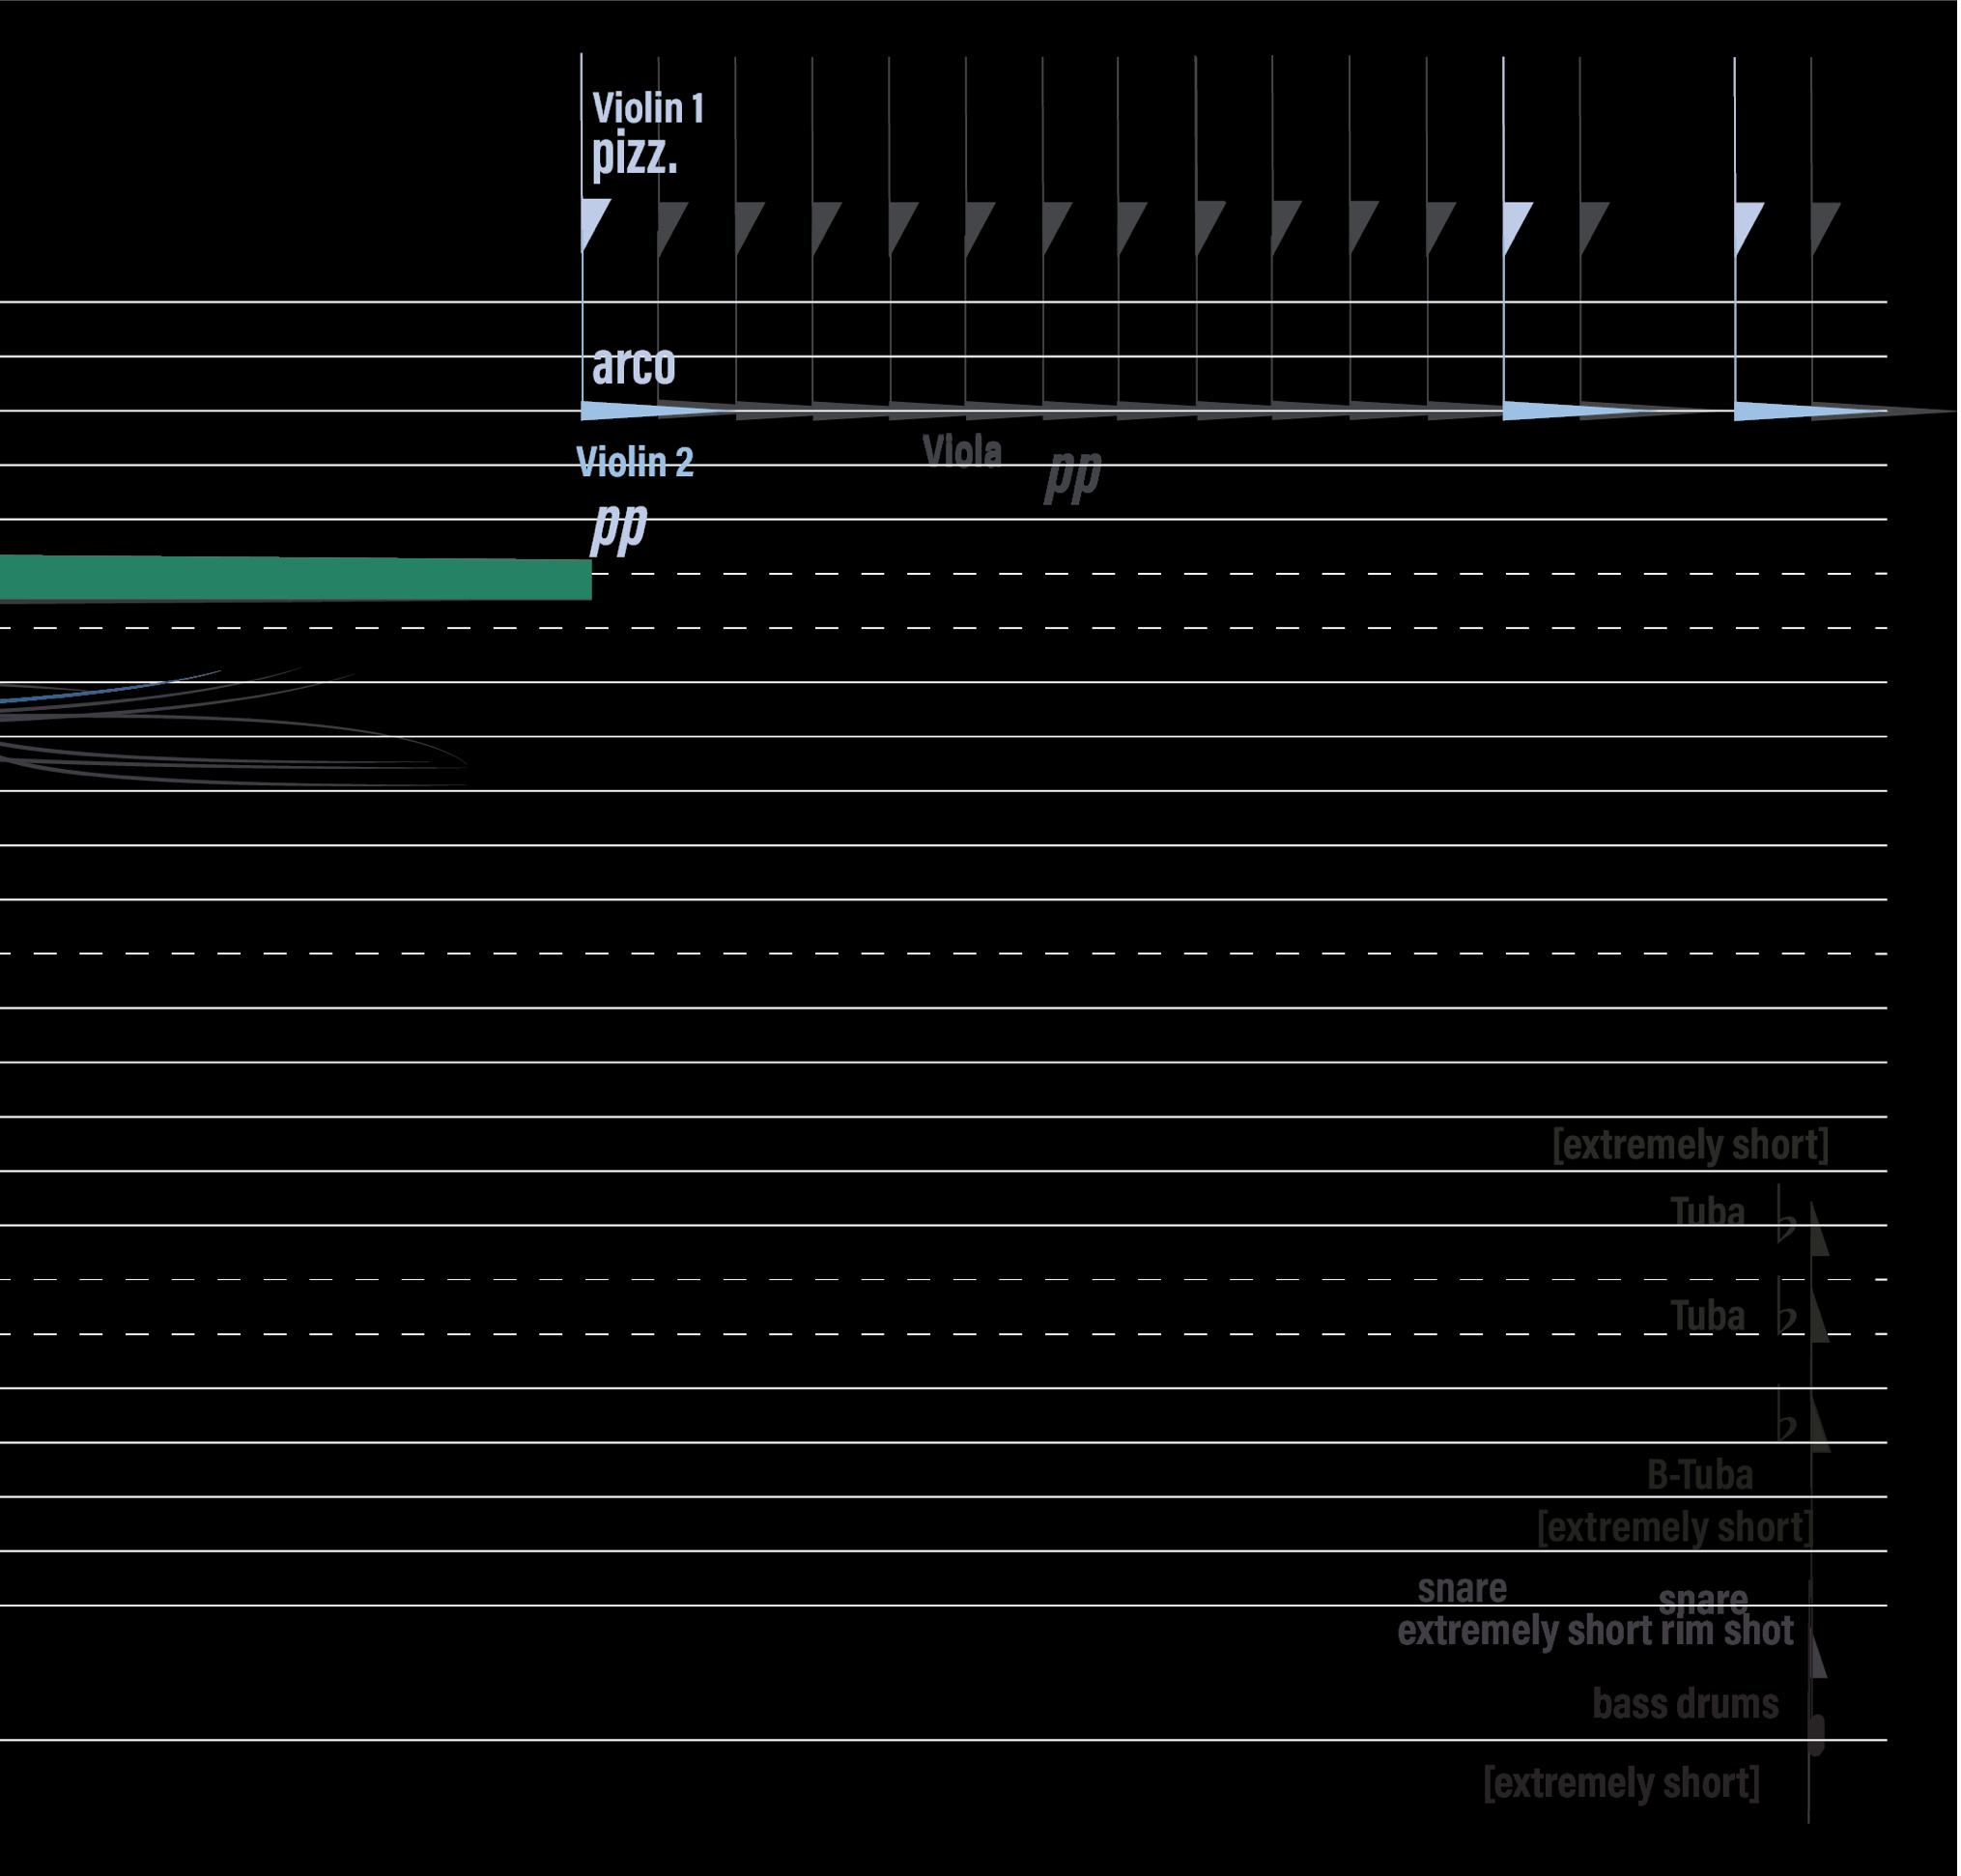 Violin 1
pizz.
arco
Viola
pp
Violin 2
pp
[extremely short]
Tuba ♭
Tuba ♭
♭
B-Tuba
[extremely short]
snare
snare
extremely short rim shot
bass drums
[extremely short]